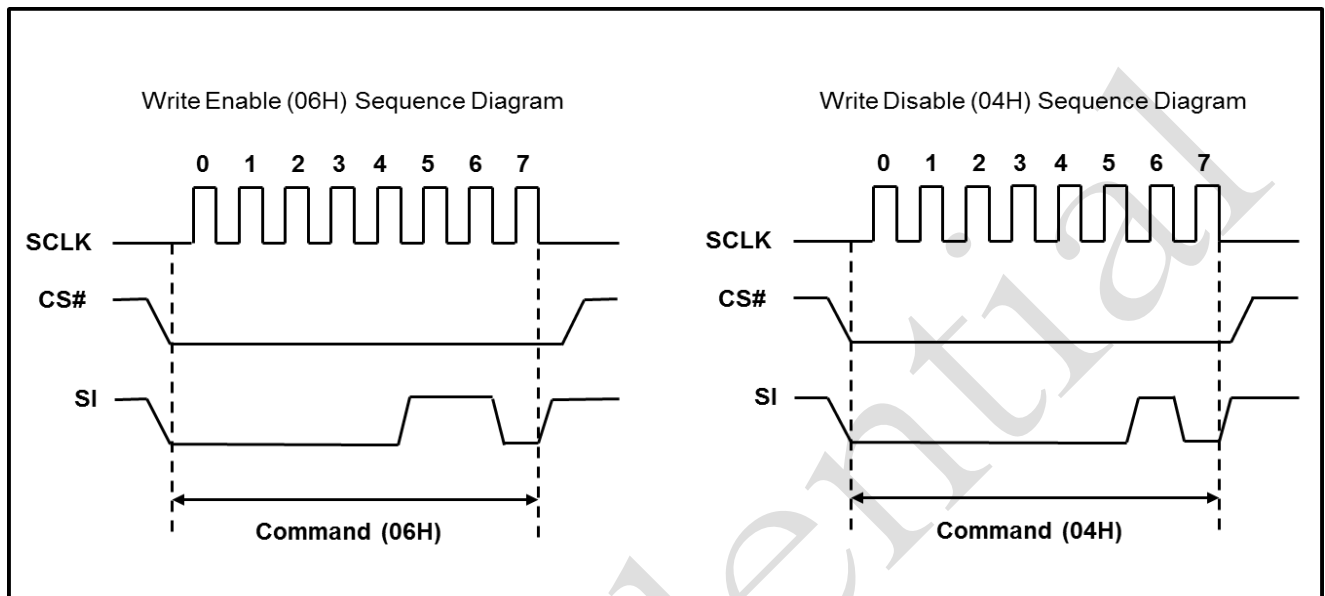 Write Enable (06H) Sequence Diagram
0 1 2 3 4 5 6 7
SCLK
CS#
SI
Command (06H)
Write Disable (04H) Sequence Diagram
0 1 2 3 4 5 6 7
SCLK
CS#
SI
Command (04H)
dential